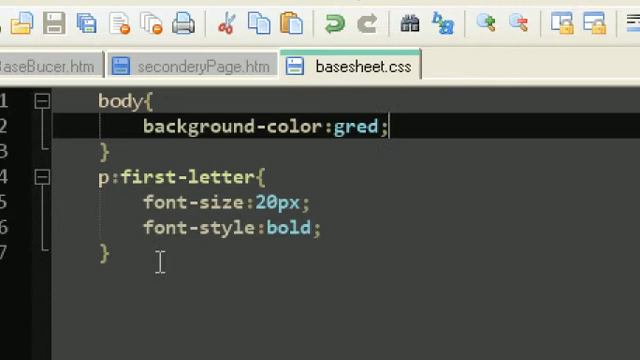 BaseBucer.htm seconderyPage.htm basesheet.css
1 body{
2 background-color:gred;
3 }
4 p:first-letter{
5 font-size:20px;
6 font-style:bold;
7 }